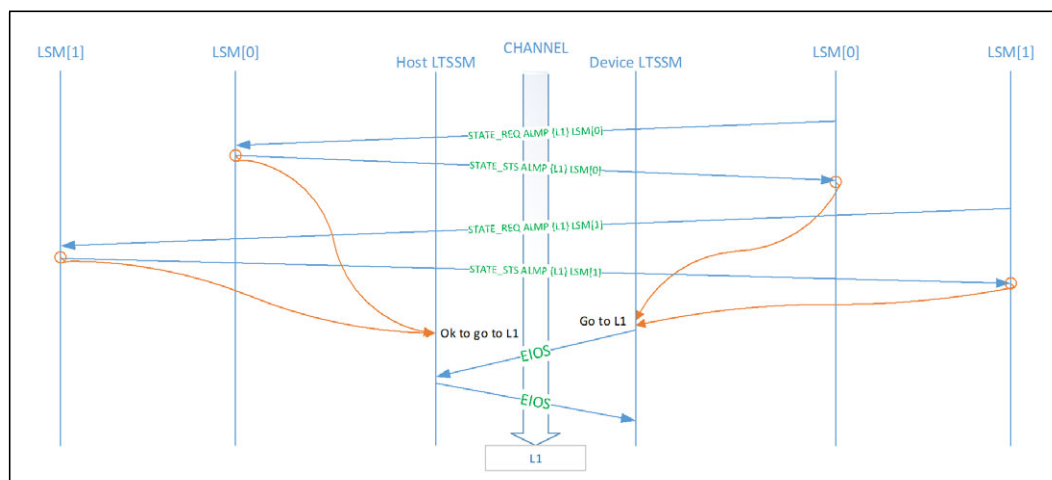 LSM[1]
LSM[0]
Host LTSSM
CHANNEL
Device LTSSM
LSM[0]
LSM[1]
STATE_REQ ALMP {L1} LSM[0]
STATE_STS ALMP {L1} LSM[0]
STATE_REQ ALMP {L1} LSM[1]
STATE_STS ALMP {L1} LSM[1]
Ok to go to L1
Go to L1
EIOS
EIOS
L1